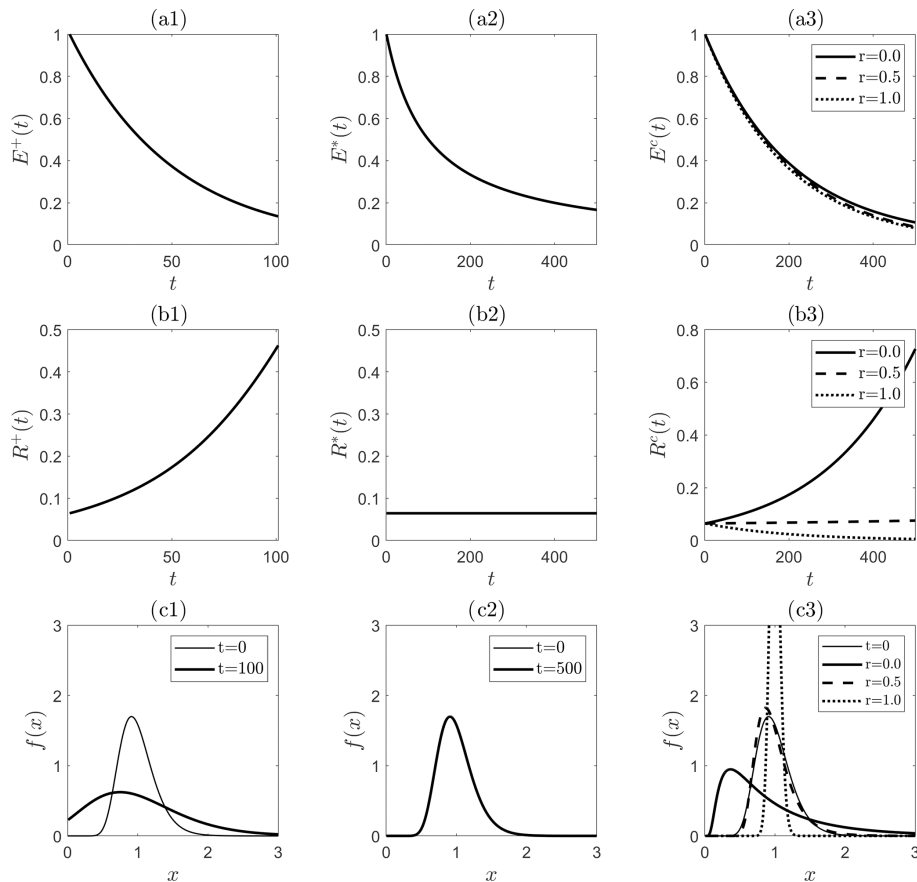 (a1)
1
0.8
0.6
0.4
0.2
0
E⁺(t)
0 50 100
t
(a2)
1
0.8
0.6
0.4
0.2
0
E*(t)
0 200 400
t
(a3)
1
0.8
0.6
0.4
0.2
0
Eᶜ(t)
r=0.0
r=0.5
r=1.0
0 200 400
t
(b1)
0.5
0.4
0.3
0.2
0.1
0
R⁺(t)
0 50 100
t
(b2)
0.5
0.4
0.3
0.2
0.1
0
R*(t)
0 200 400
t
(b3)
0.8
0.6
0.4
0.2
0
Rᶜ(t)
r=0.0
r=0.5
r=1.0
0 200 400
t
(c1)
3
2
1
0
f(x)
t=0
t=100
0 1 2 3
x
(c2)
3
2
1
0
f(x)
t=0
t=500
0 1 2 3
x
(c3)
3
2
1
0
f(x)
t=0
r=0.0
r=0.5
r=1.0
0 1 2 3
x